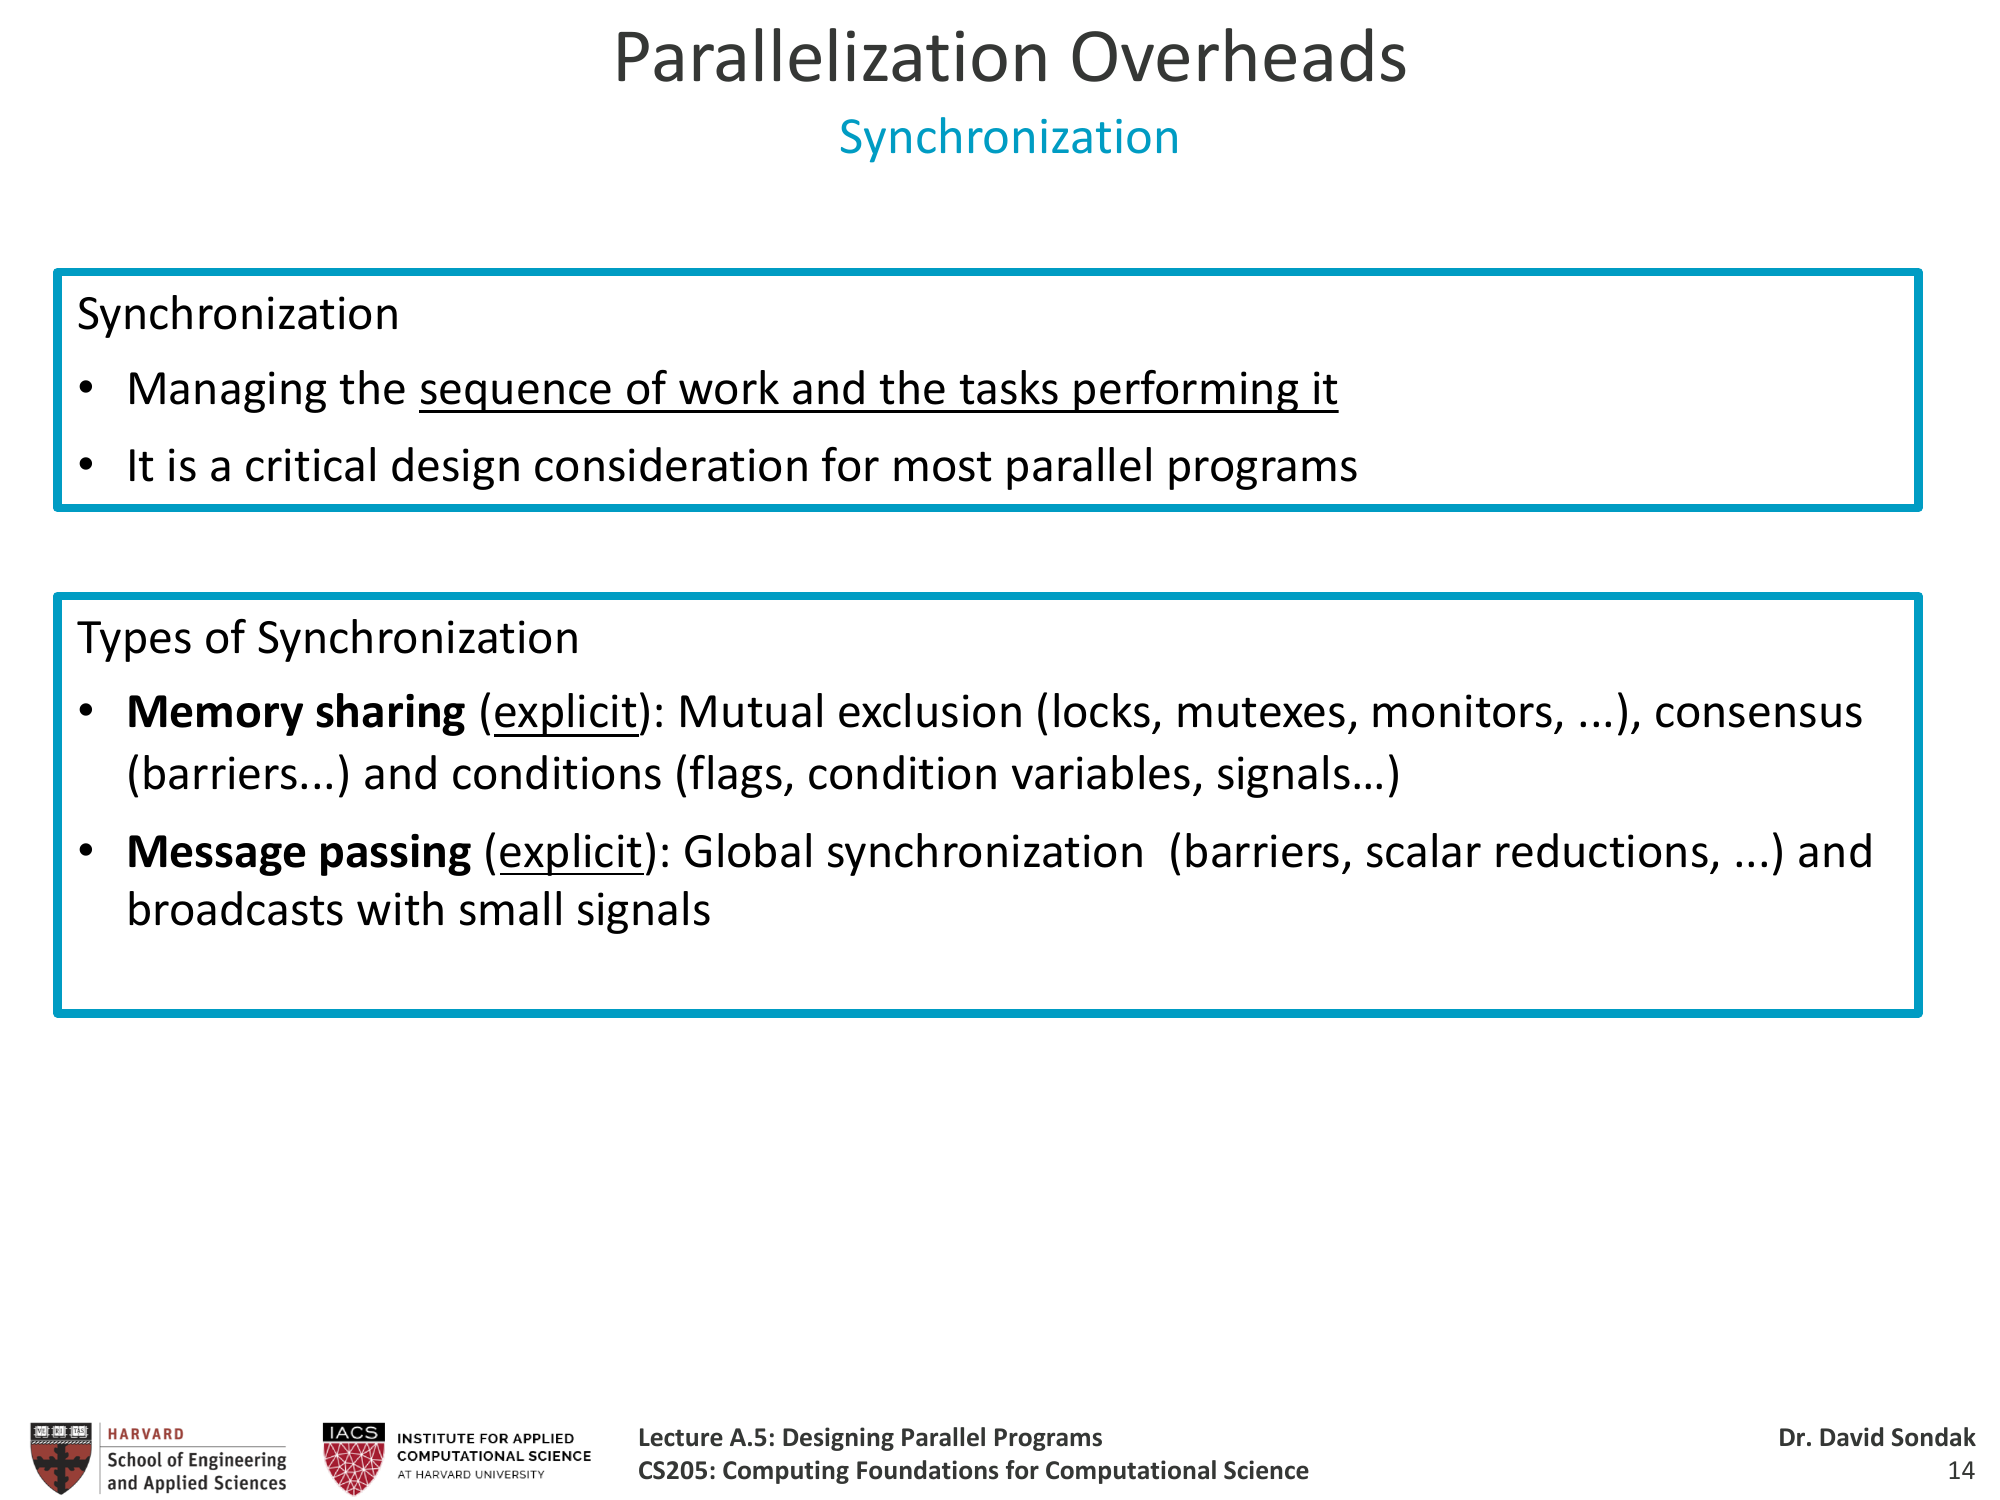 Parallelization Overheads
Synchronization
Synchronization
• Managing the sequence of work and the tasks performing it
• It is a critical design consideration for most parallel programs
Types of Synchronization
• Memory sharing (explicit): Mutual exclusion (locks, mutexes, monitors, ...), consensus
(barriers...) and conditions (flags, condition variables, signals...)
• Message passing (explicit): Global synchronization (barriers, scalar reductions, ...) and
broadcasts with small signals
HARVARD
School of Engineering
and Applied Sciences
IACS
INSTITUTE FOR APPLIED
COMPUTATIONAL SCIENCE
AT HARVARD UNIVERSITY
Lecture A.5: Designing Parallel Programs
CS205: Computing Foundations for Computational Science
Dr. David Sondak
14